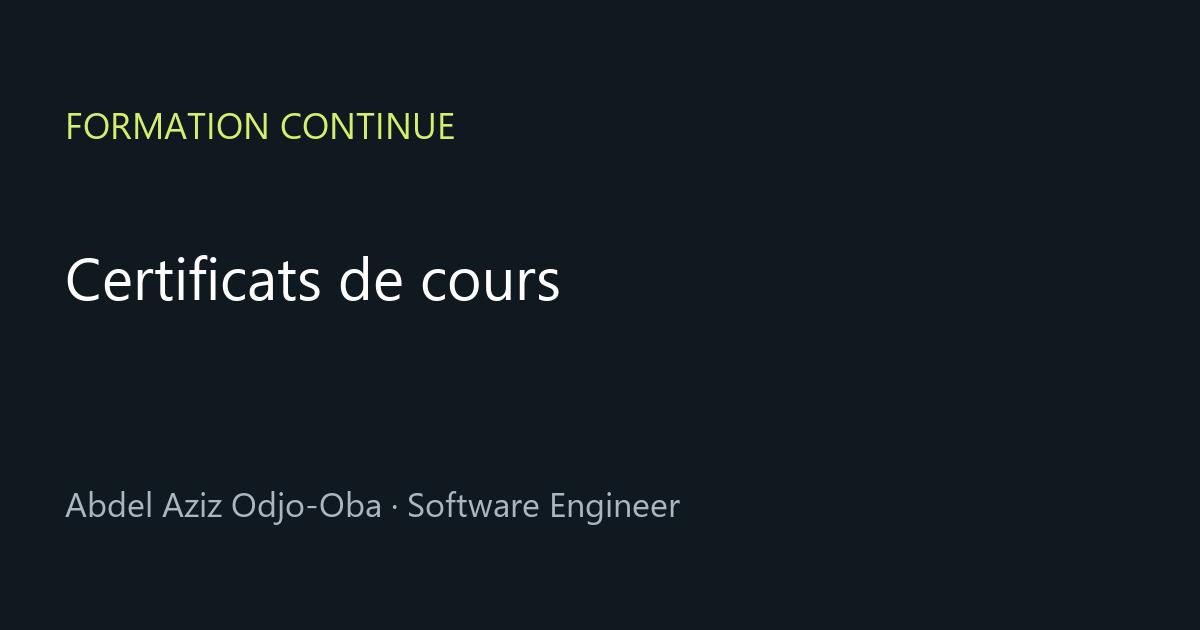 FORMATION CONTINUE
Certificats de cours
Abdel Aziz Odjo-Oba · Software Engineer